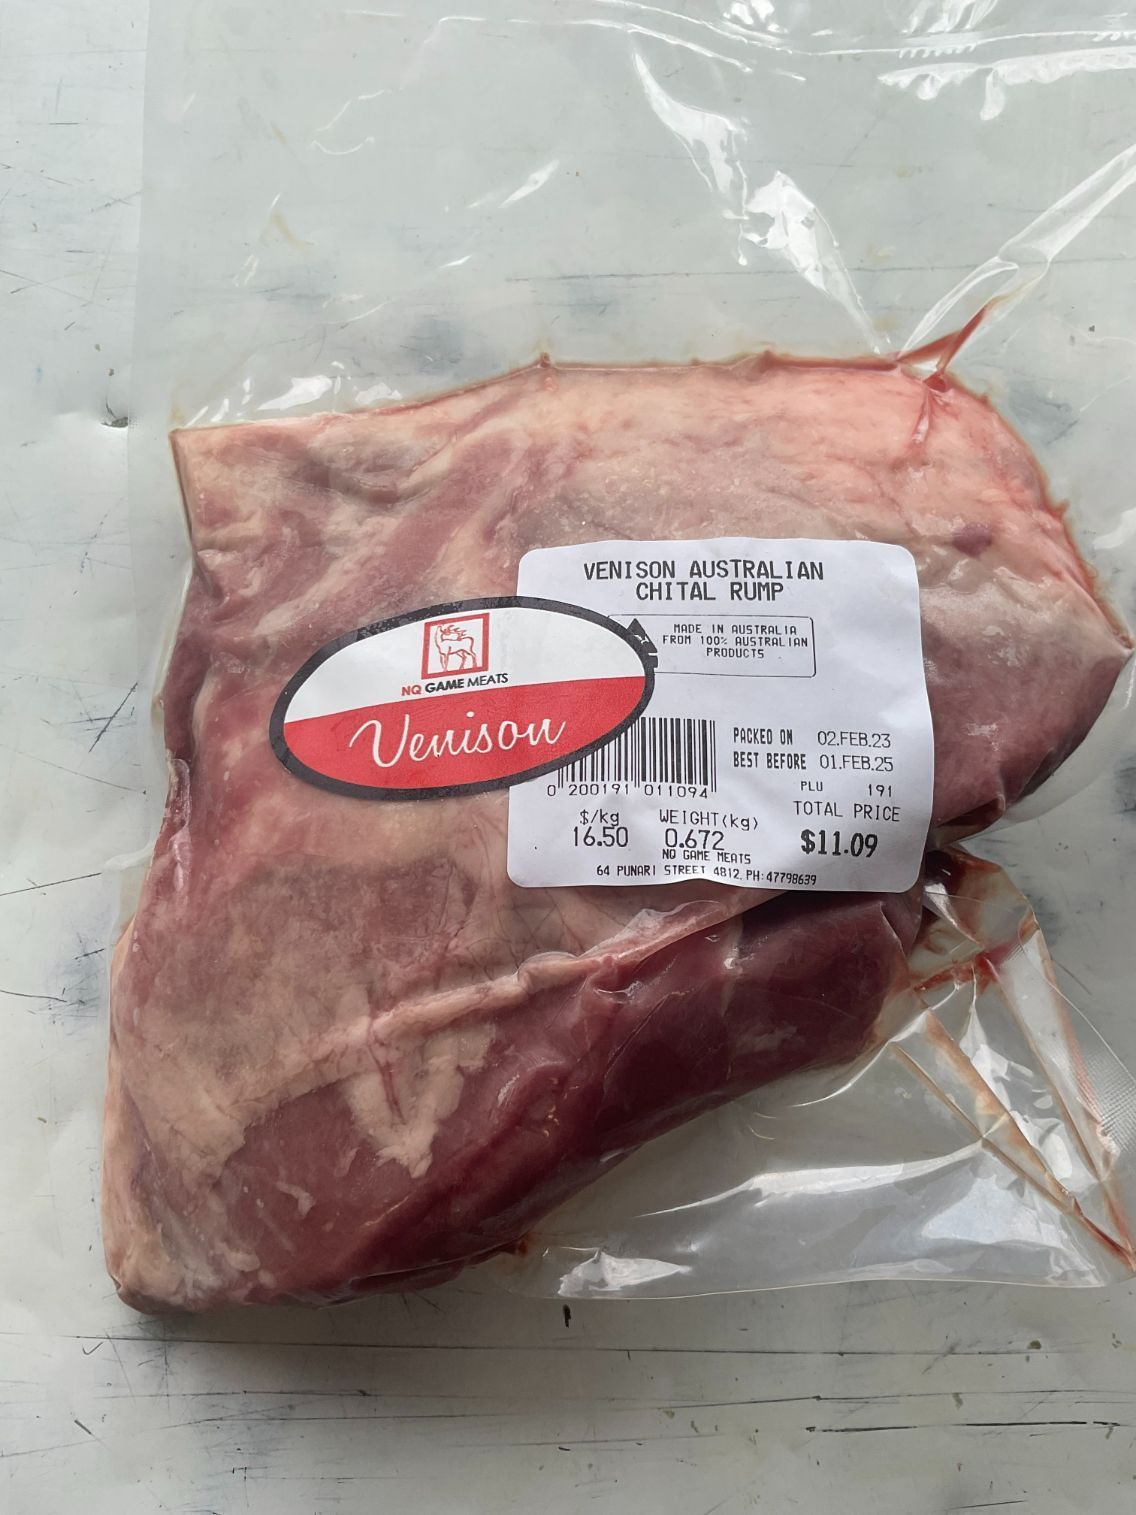 VENISON AUSTRALIAN
CHITAL RUMP
MADE IN AUSTRALIA
FROM 100% AUSTRALIAN
PRODUCTS
NQ GAME MEATS
Venison
PACKED ON 02.FEB.23
BEST BEFORE 01.FEB.25
0 200191 011094
PLU 191
TOTAL PRICE
$/kg WEIGHT(kg)
16.50 0.672 $11.09
NQ GAME MEATS
64 PUNARI STREET 4812, PH:47798639